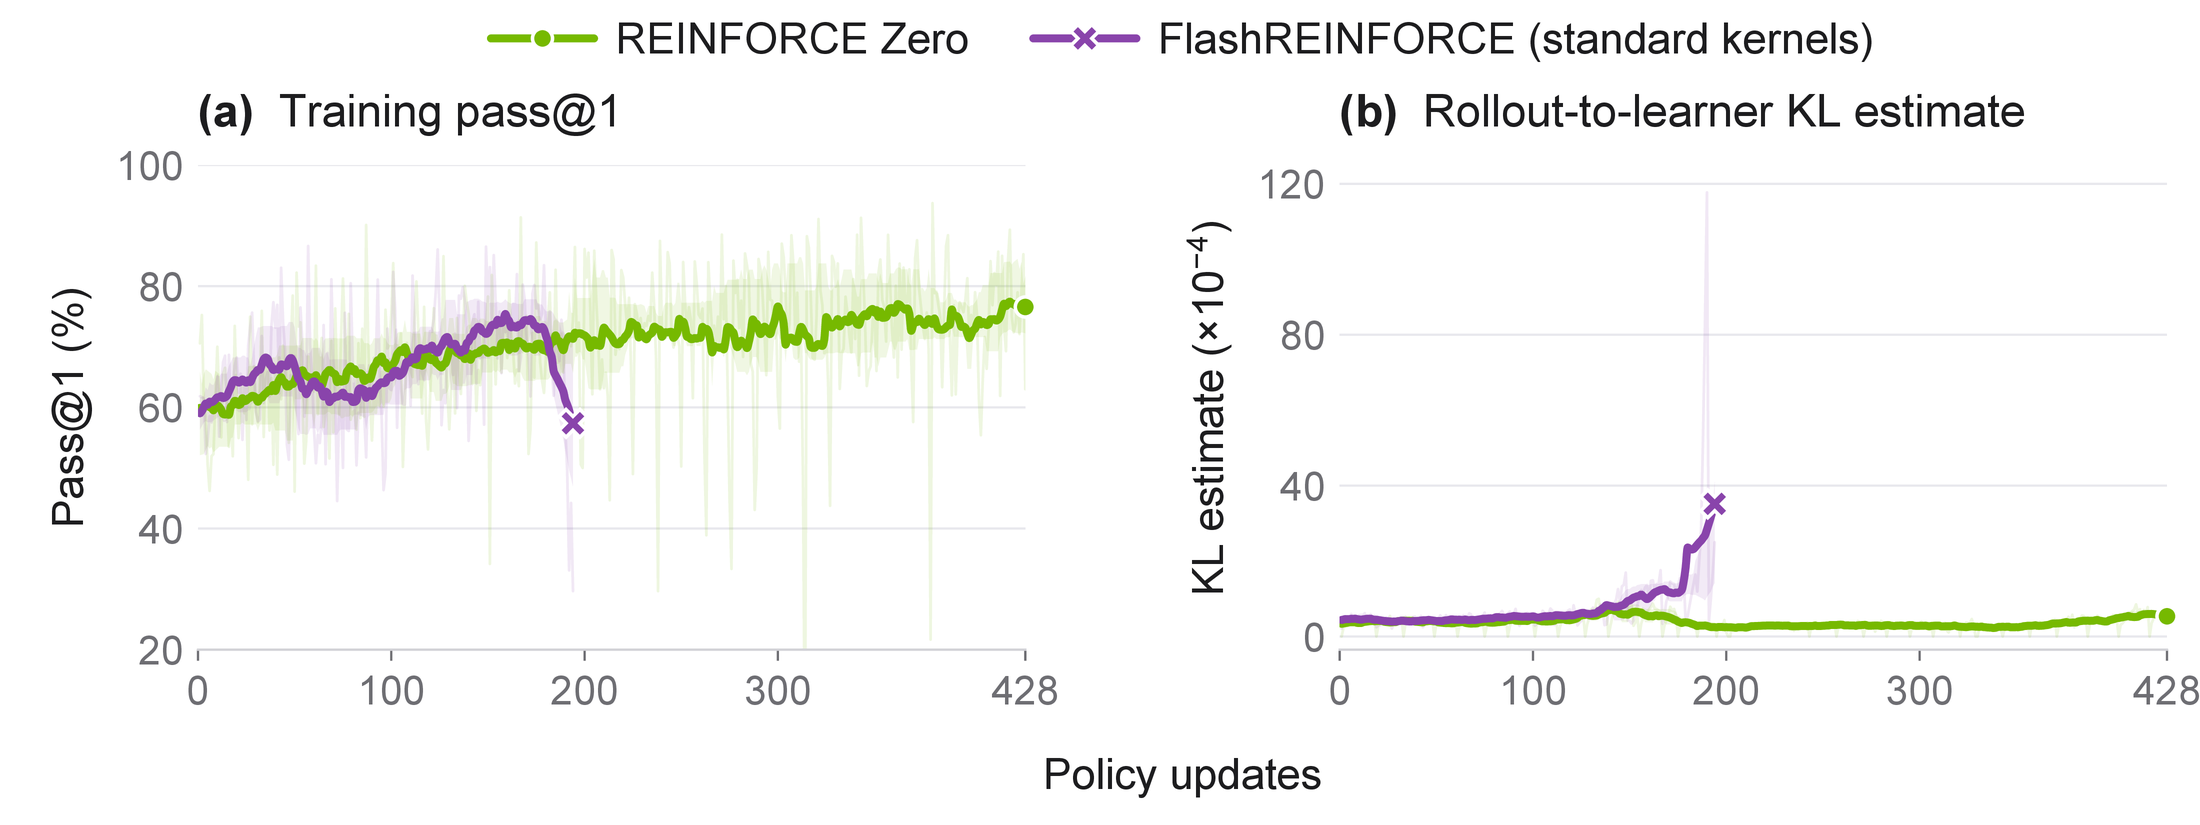 REINFORCE Zero
FlashREINFORCE (standard kernels)
(a) Training pass@1
Pass@1 (%)
100
80
60
40
20
0
100
200
300
428
(b) Rollout-to-learner KL estimate
KL estimate (×10⁻⁴)
120
80
40
0
0
100
200
300
428
Policy updates